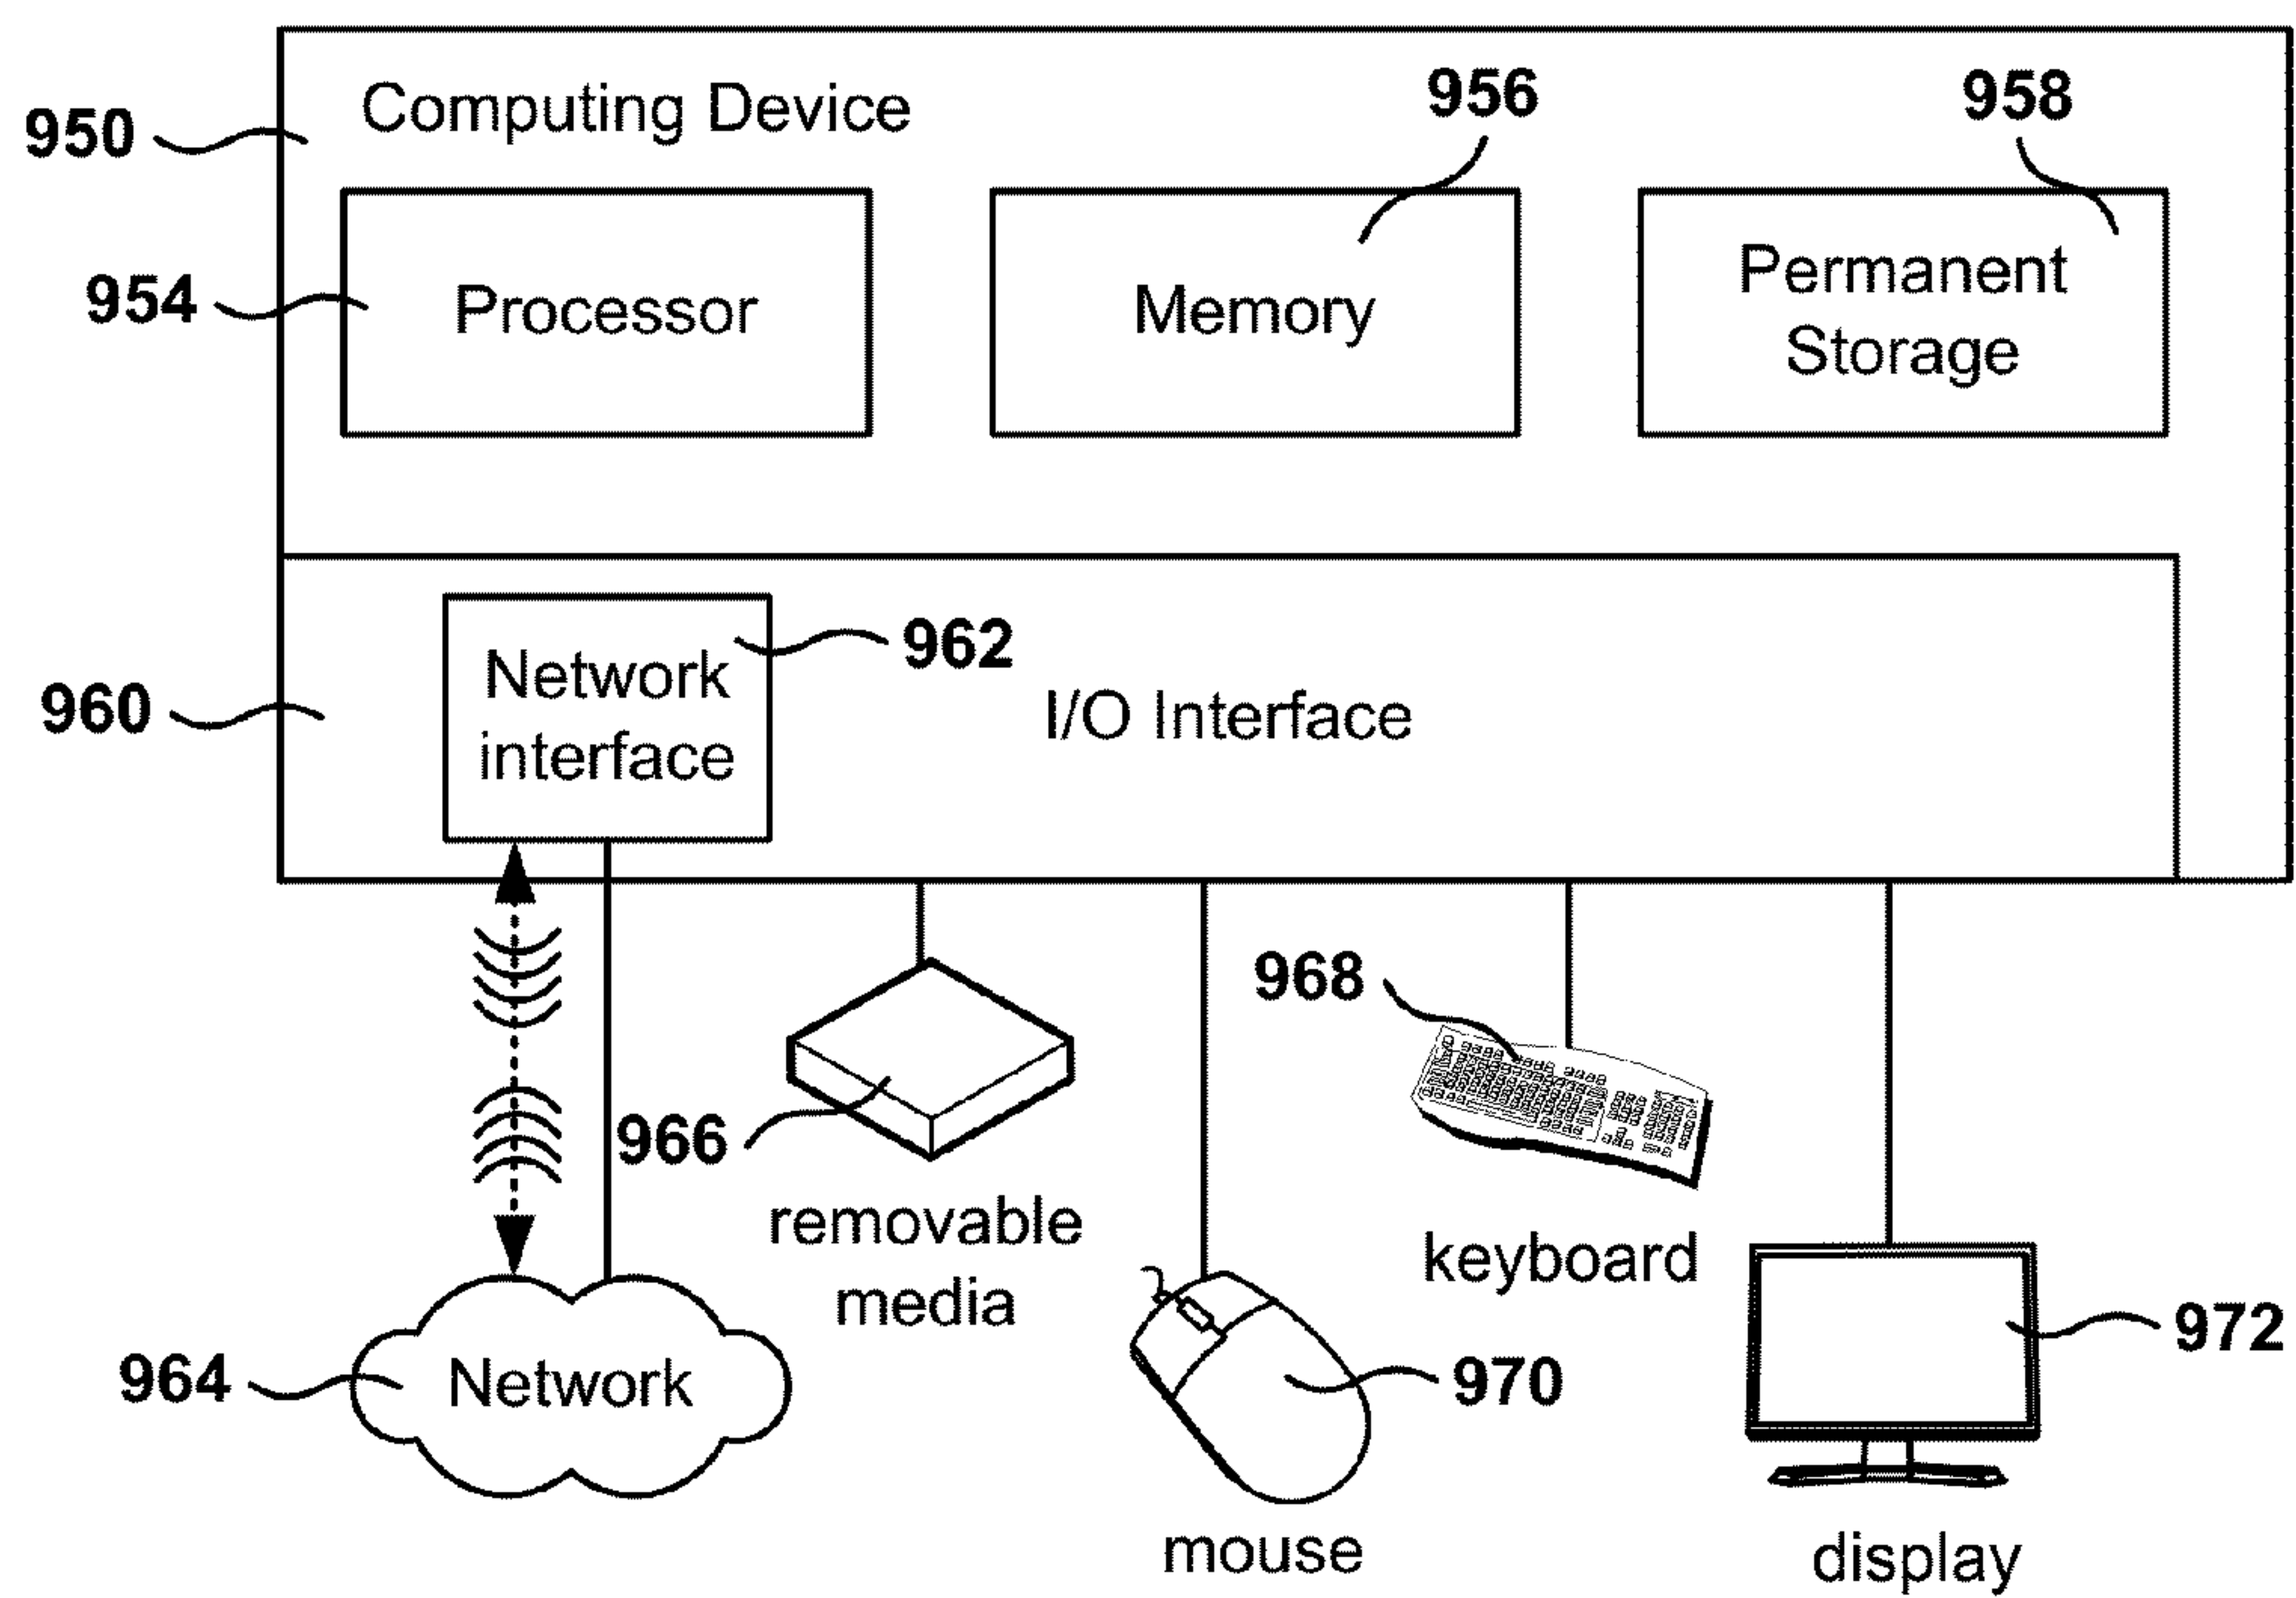 950
Computing Device
956
958
954
Processor
Memory
Permanent
Storage
960
Network
interface
962
I/O Interface
968
966
removable
media
keyboard
964
Network
970
972
mouse
display